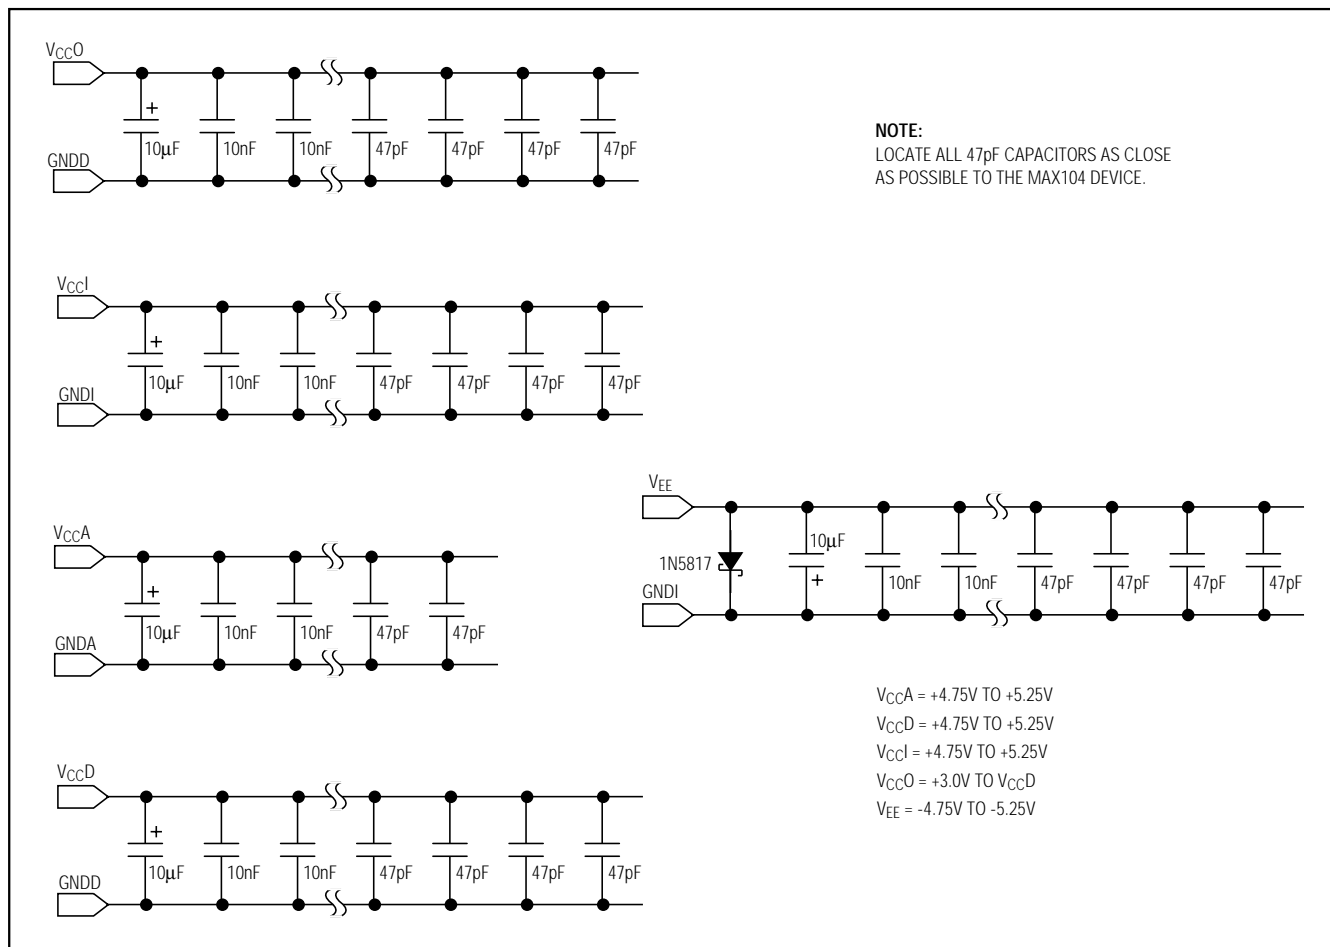 VCCO
+
10µF 10nF 10nF 47pF 47pF 47pF 47pF
GNDD
NOTE:
LOCATE ALL 47pF CAPACITORS AS CLOSE
AS POSSIBLE TO THE MAX104 DEVICE.
VCCI
+
10µF 10nF 10nF 47pF 47pF 47pF 47pF
GNDI
VCCA
+
10µF 10nF 10nF 47pF 47pF
GNDA
VEE
10µF
1N5817
+
10nF 10nF 47pF 47pF 47pF 47pF
GNDI
VCCA = +4.75V TO +5.25V
VCCD = +4.75V TO +5.25V
VCCI = +4.75V TO +5.25V
VCCO = +3.0V TO VCCD
VEE = -4.75V TO -5.25V
VCCD
+
10µF 10nF 10nF 47pF 47pF 47pF 47pF
GNDD